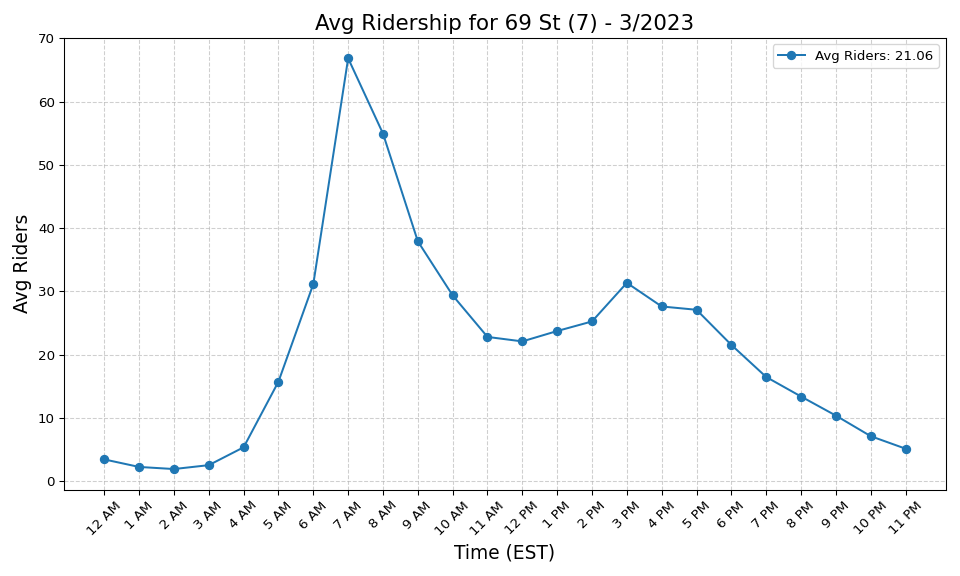 Avg Ridership for 69 St (7) - 3/2023
Avg Riders: 21.06
70
60
50
40
30
20
10
0
Avg Riders
12 AM
1 AM
2 AM
3 AM
4 AM
5 AM
6 AM
7 AM
8 AM
9 AM
10 AM
11 AM
12 PM
1 PM
2 PM
3 PM
4 PM
5 PM
6 PM
7 PM
8 PM
9 PM
10 PM
11 PM
Time (EST)